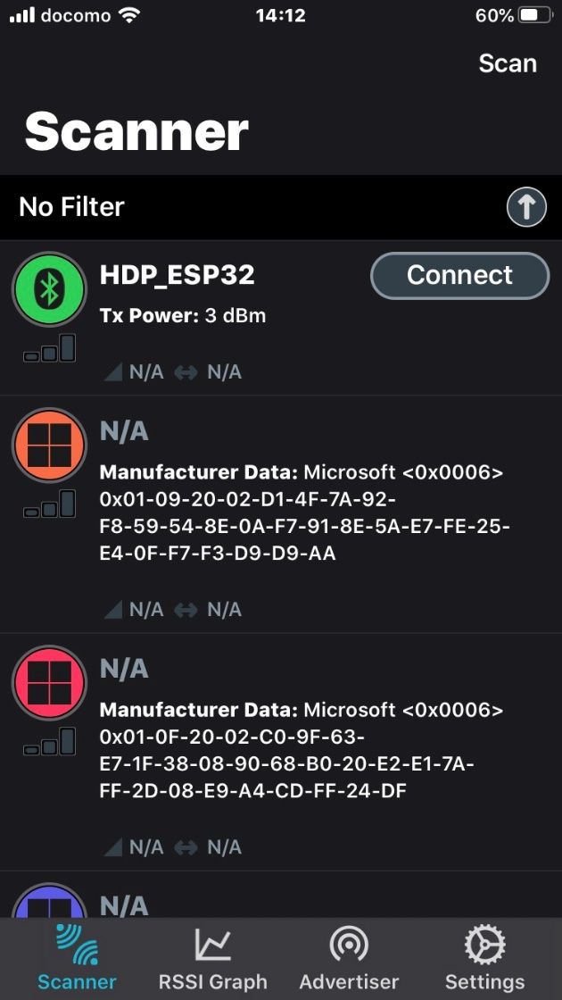 docomo 14:12 60%
Scan
Scanner
No Filter
HDP_ESP32 Connect
Tx Power: 3 dBm
N/A N/A
N/A
Manufacturer Data: Microsoft <0x0006>
0x01-09-20-02-D1-4F-7A-92-
F8-59-54-8E-0A-F7-91-8E-5A-E7-FE-25-
E4-0F-F7-F3-D9-D9-AA
N/A N/A
N/A
Manufacturer Data: Microsoft <0x0006>
0x01-0F-20-02-C0-9F-63-
E7-1F-38-08-90-68-B0-20-E2-E1-7A-
FF-2D-08-E9-A4-CD-FF-24-DF
N/A N/A
N/A
Scanner RSSI Graph Advertiser Settings